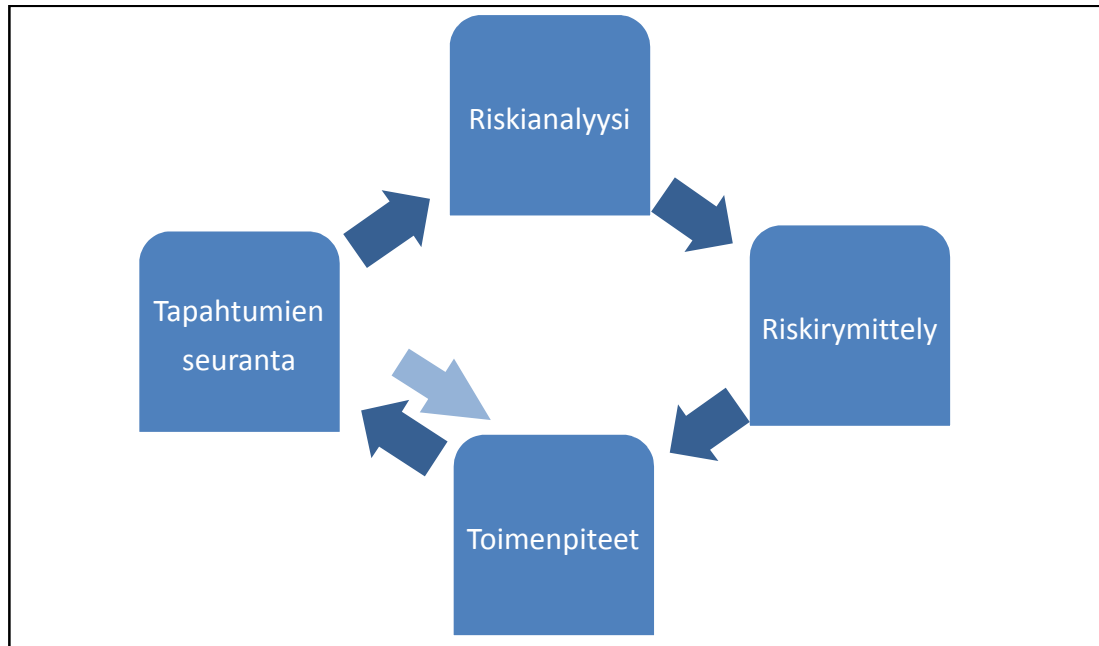 Riskianalyysi
Riskirymittely
Toimenpiteet
Tapahtumien
seuranta